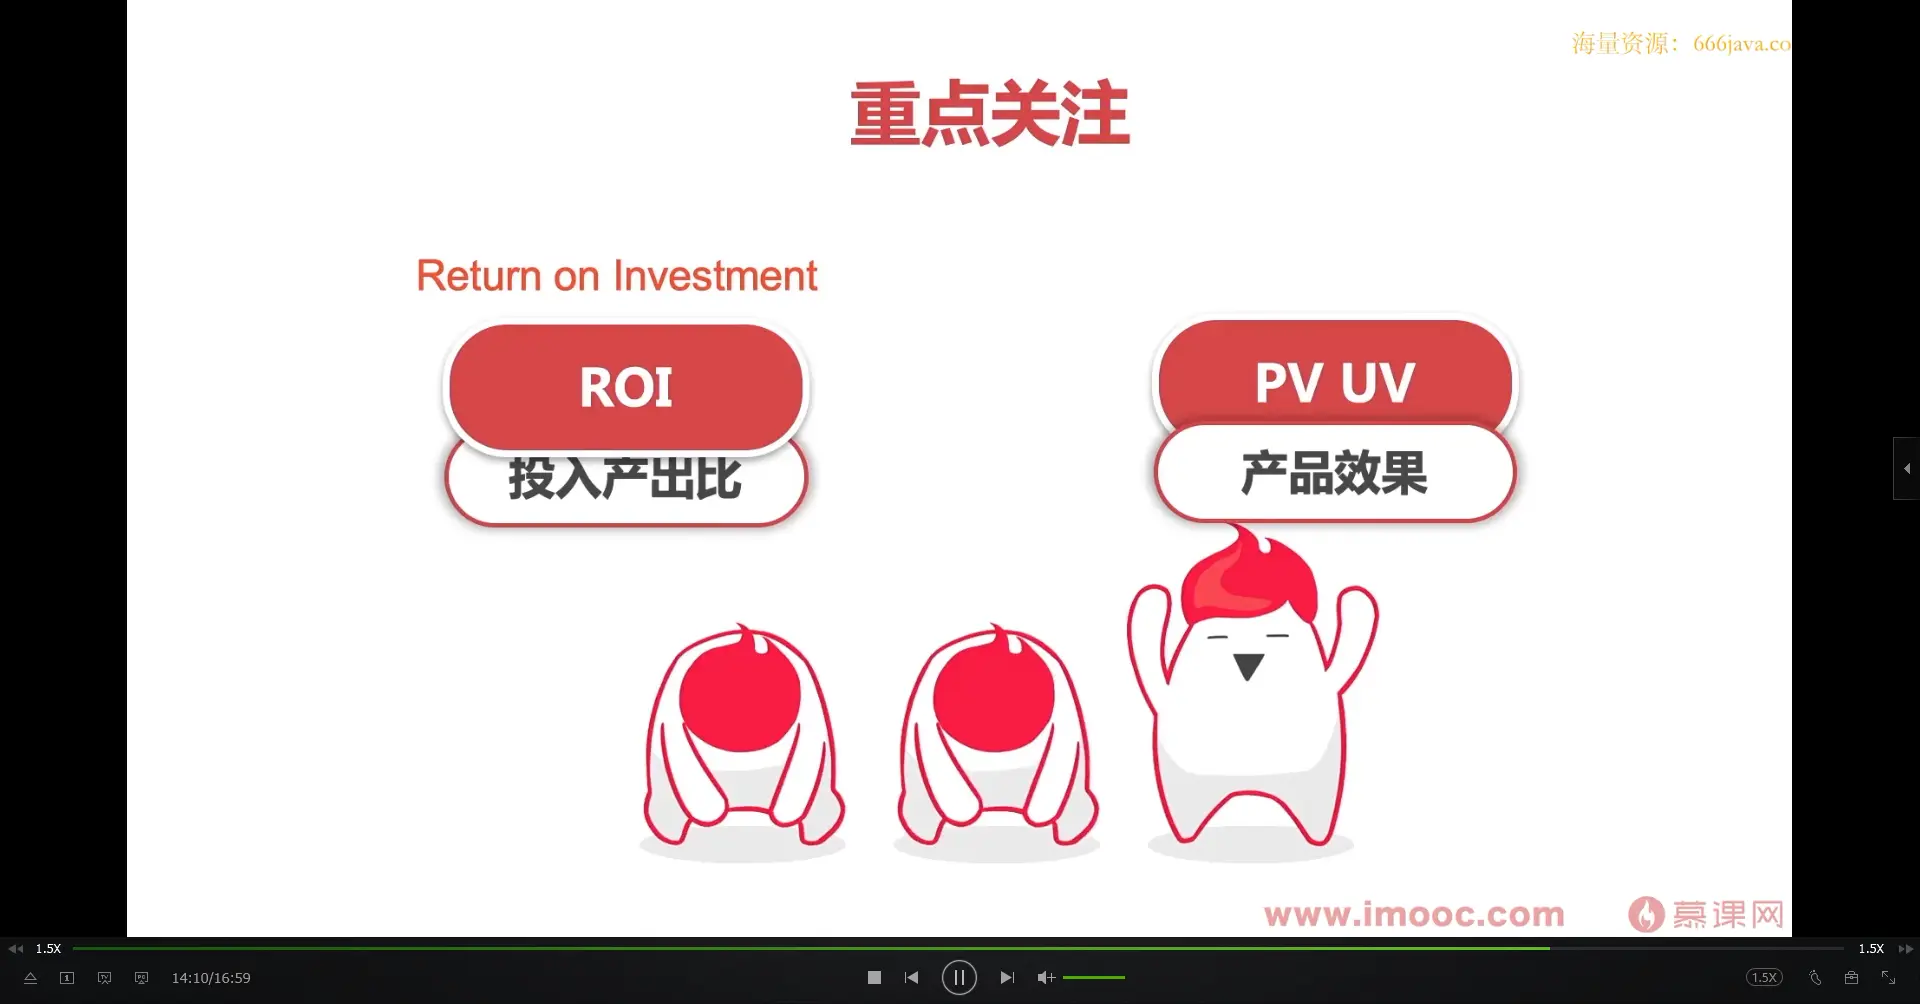 海量资源：666java.co
重点关注
Return on Investment
ROI
PV UV
投入产出比
产品效果
www.imooc.com
慕课网
1.5X
1.5X
14:10/16:59
1.5X